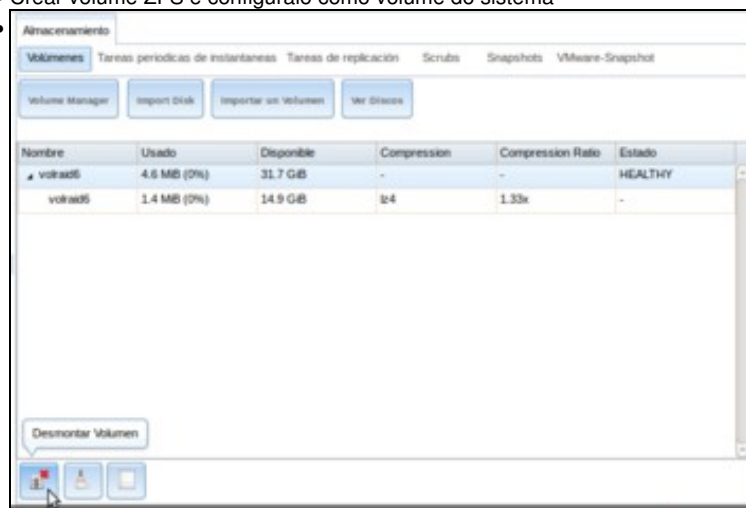 Crear volume ZFS e configuralo como volume do sistema
Almacenamiento
Volúmenes Tareas periodicas de instantaneas Tareas de replicación Scrubs Snapshots VMware-Snapshot
Volume Manager Import Disk Importar un Volumen Ver Discos
Nombre Usado Disponible Compression Compression Ratio Estado
volraid6 4.6 MiB (0%) 31.7 GiB - - HEALTHY
volraid6 1.4 MiB (0%) 14.9 GiB lz4 1.33x -
Desmontar Volumen